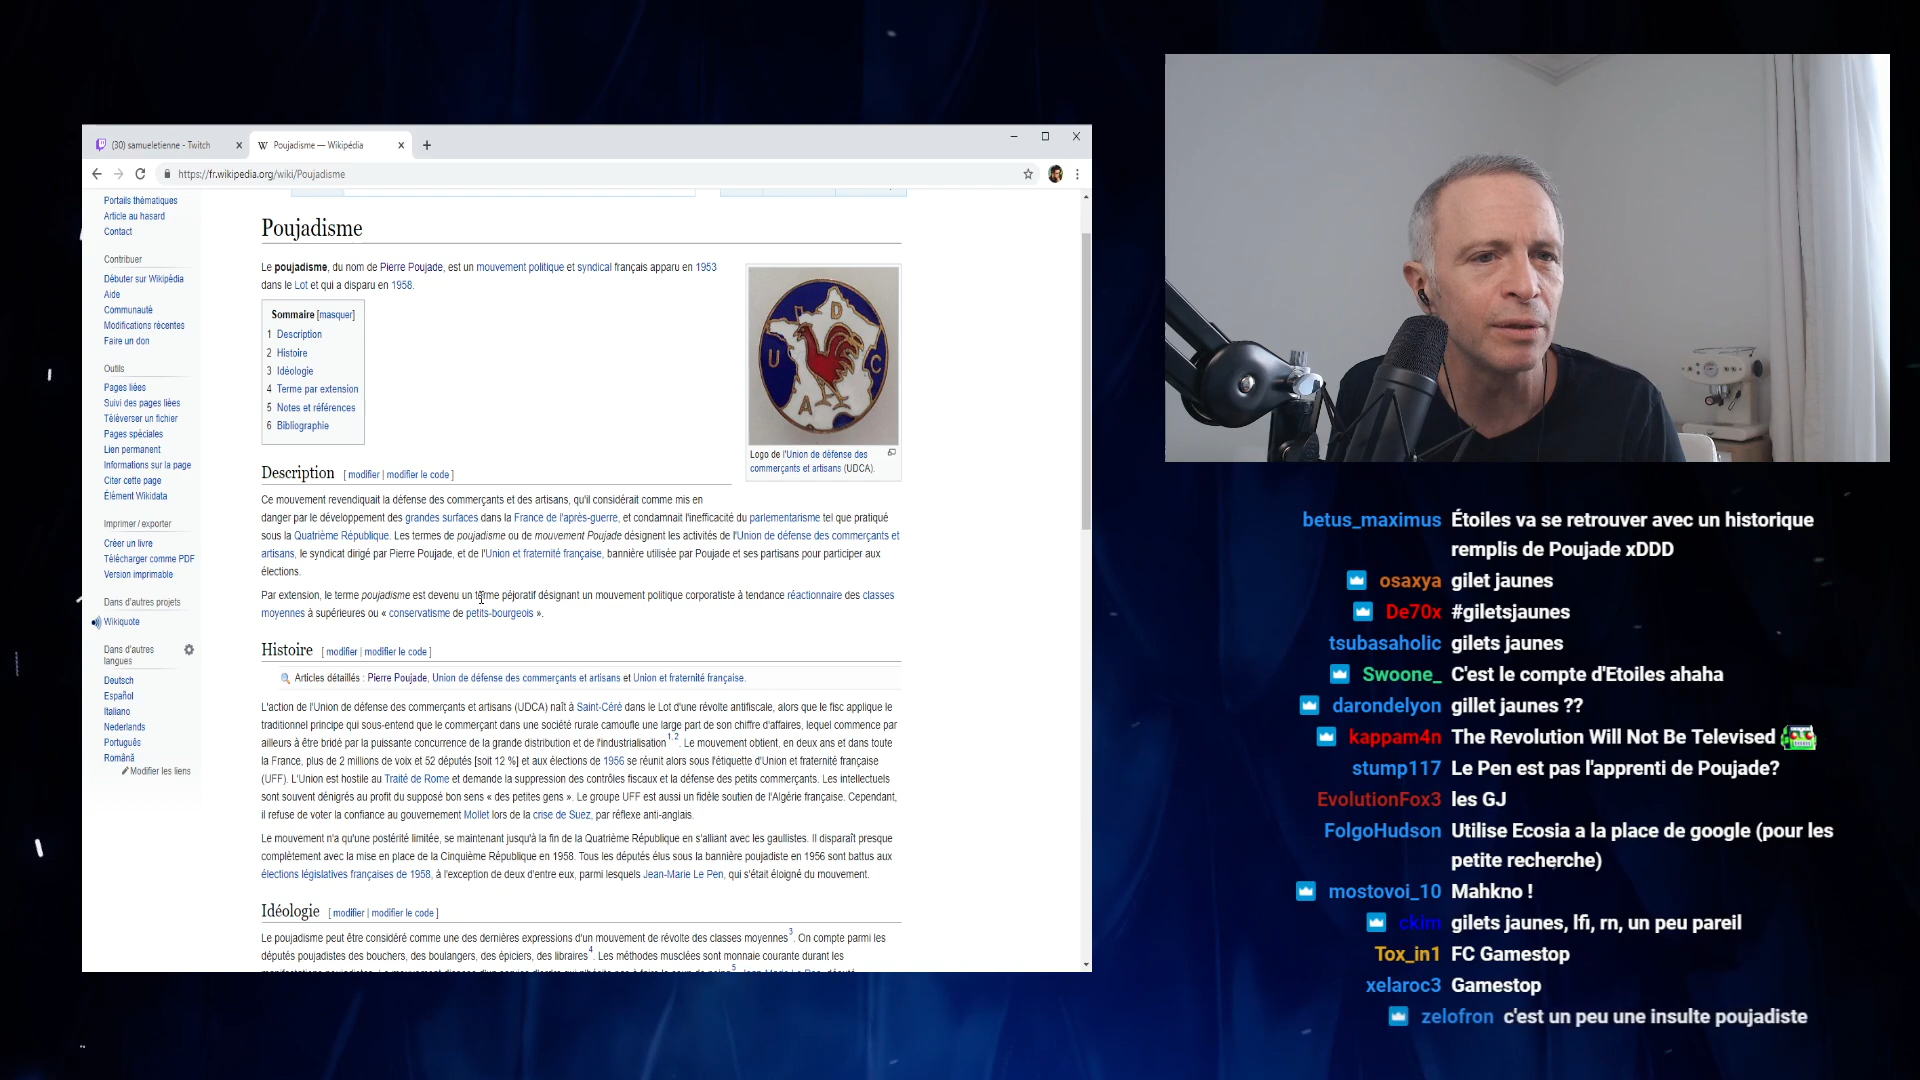 (30) samueletienne - Twitch
Poujadisme — Wikipédia
https://fr.wikipedia.org/wiki/Poujadisme
Portails thématiques
Article au hasard
Contact
Contribuer
Débuter sur Wikipédia
Aide
Communauté
Modifications récentes
Faire un don
Outils
Pages liées
Suivi des pages liées
Téléverser un fichier
Pages spéciales
Lien permanent
Informations sur la page
Citer cette page
Élément Wikidata
Imprimer / exporter
Créer un livre
Télécharger comme PDF
Version imprimable
Dans d'autres projets
Wikiquote
Dans d'autres
langues
Deutsch
Español
Italiano
Nederlands
Português
Română
Modifier les liens
Poujadisme
Le poujadisme, du nom de Pierre Poujade, est un mouvement politique et syndical français apparu en 1953
dans le Lot et qui a disparu en 1958.
Sommaire [masquer]
1 Description
2 Histoire
3 Idéologie
4 Terme par extension
5 Notes et références
6 Bibliographie
U D C A
Logo de l'Union de défense des
commerçants et artisans (UDCA).
Description [ modifier | modifier le code ]
Ce mouvement revendiquait la défense des commerçants et des artisans, qu'il considérait comme mis en
danger par le développement des grandes surfaces dans la France de l'après-guerre, et condamnait l'inefficacité du parlementarisme tel que pratiqué
sous la Quatrième République. Les termes de poujadisme ou de mouvement Poujade désignent les activités de l'Union de défense des commerçants et
artisans, le syndicat dirigé par Pierre Poujade, et de l'Union et fraternité française, bannière utilisée par Poujade et ses partisans pour participer aux
élections.
Par extension, le terme poujadisme est devenu un terme péjoratif désignant un mouvement politique corporatiste à tendance réactionnaire des classes
moyennes à supérieures ou « conservatisme de petits-bourgeois ».
Histoire [ modifier | modifier le code ]
Articles détaillés : Pierre Poujade, Union de défense des commerçants et artisans et Union et fraternité française.
L'action de l'Union de défense des commerçants et artisans (UDCA) naît à Saint-Céré dans le Lot d'une révolte antifiscale, alors que le fisc applique le
traditionnel principe qui sous-entend que le commerçant dans une société rurale camoufle une large part de son chiffre d'affaires, lequel commence par
ailleurs à être bridé par la puissante concurrence de la grande distribution et de l'industrialisation1,2. Le mouvement obtient, en deux ans et dans toute
la France, plus de 2 millions de voix et 52 députés [soit 12 %] et aux élections de 1956 se réunit alors sous l'étiquette d'Union et fraternité française
(UFF). L'Union est hostile au Traité de Rome et demande la suppression des contrôles fiscaux et la défense des petits commerçants. Les intellectuels
sont souvent dénigrés au profit du supposé bon sens « des petites gens ». Le groupe UFF est aussi un fidèle soutien de l'Algérie française. Cependant,
il refuse de voter la confiance au gouvernement Mollet lors de la crise de Suez, par réflexe anti-anglais.
Le mouvement n'a qu'une postérité limitée, se maintenant jusqu'à la fin de la Quatrième République en s'alliant avec les gaullistes. Il disparaît presque
complètement avec la mise en place de la Cinquième République en 1958. Tous les députés élus sous la bannière poujadiste en 1956 sont battus aux
élections législatives françaises de 1958, à l'exception de deux d'entre eux, parmi lesquels Jean-Marie Le Pen, qui s'était éloigné du mouvement.
Idéologie [ modifier | modifier le code ]
Le poujadisme peut être considéré comme une des dernières expressions d'un mouvement de révolte des classes moyennes3. On compte parmi les
députés poujadistes des bouchers, des boulangers, des épiciers, des libraires4. Les méthodes musclées sont monnaie courante durant les
betus_maximus Étoiles va se retrouver avec un historique
remplis de Poujade xDDD
osaxya gilet jaunes
De70x #giletsjaunes
tsubasaholic gilets jaunes
Swoone_ C'est le compte d'Etoiles ahaha
darondelyon gillet jaunes ??
kappam4n The Revolution Will Not Be Televised
stump117 Le Pen est pas l'apprenti de Poujade?
EvolutionFox3 les GJ
FolgoHudson Utilise Ecosia a la place de google (pour les
petite recherche)
mostovoi_10 Mahkno !
ckim gilets jaunes, lfi, rn, un peu pareil
Tox_in1 FC Gamestop
xelaroc3 Gamestop
zelofron c'est un peu une insulte poujadiste